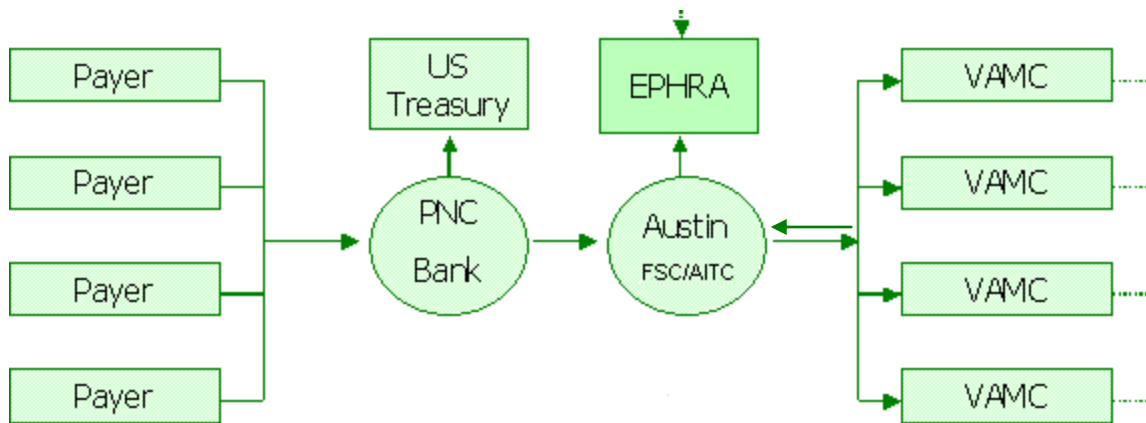 Payer
Payer
Payer
Payer
US
Treasury
PNC
Bank
EPHRA
Austin
FSC/AITC
VAMC
VAMC
VAMC
VAMC